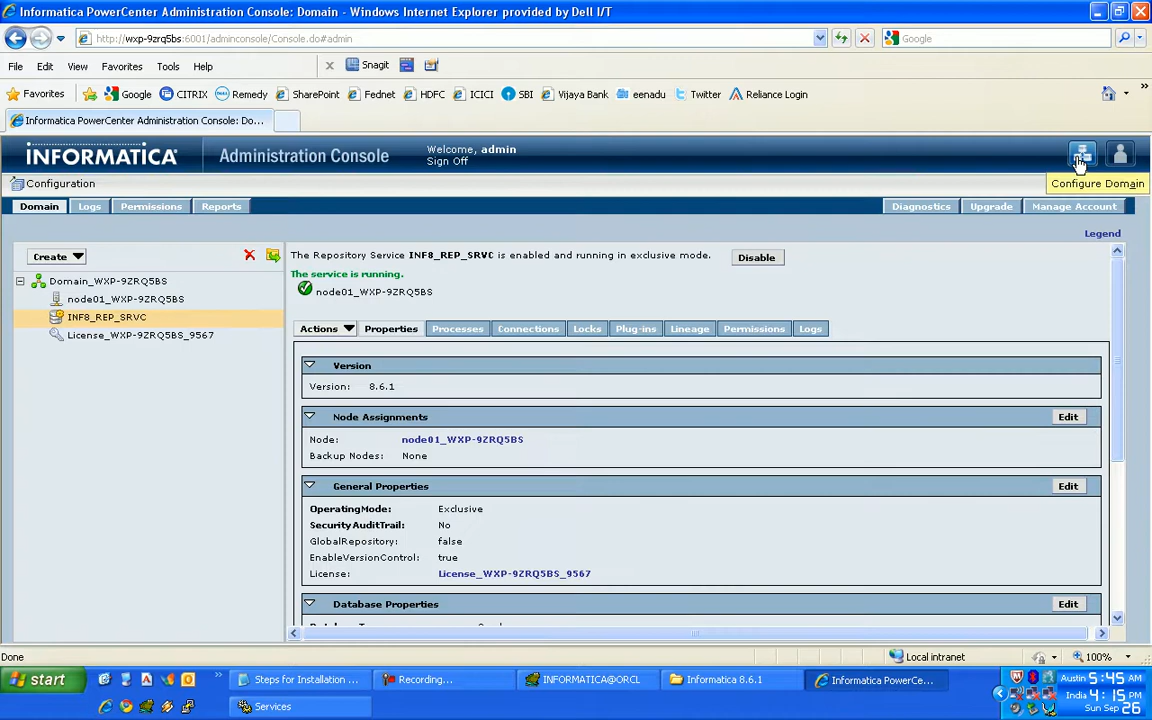 Informatica PowerCenter Administration Console: Domain - Windows Internet Explorer provided by Dell I/T
http://wxp-9zrq5bs:6001/adminconsole/Console.do#admin
Google
File Edit View Favorites Tools Help
x Snagit
Favorites Google CITRIX Remedy SharePoint Fednet HDFC ICICI SBI Vijaya Bank eenadu Twitter Reliance Login
Informatica PowerCenter Administration Console: Do...
INFORMATICA Administration Console
Welcome, admin
Sign Off
Configuration
Configure Domain
Domain Logs Permissions Reports Diagnostics Upgrade Manage Account
Legend
Create
Domain_WXP-9ZRQ5BS
node01_WXP-9ZRQ5BS
INF8_REP_SRVC
License_WXP-9ZRQ5BS_9567
The Repository Service INF8_REP_SRVC is enabled and running in exclusive mode. Disable
The service is running.
node01_WXP-9ZRQ5BS
Actions Properties Processes Connections Locks Plug-ins Lineage Permissions Logs
Version
Version: 8.6.1
Node Assignments Edit
Node: node01_WXP-9ZRQ5BS
Backup Nodes: None
General Properties Edit
OperatingMode: Exclusive
SecurityAuditTrail: No
GlobalRepository: false
EnableVersionControl: true
License: License_WXP-9ZRQ5BS_9567
Database Properties Edit
Done Local intranet 100%
start Steps for Installation ... Recording... INFORMATICA@ORCL Informatica 8.6.1 Informatica PowerCe...
Services
Austin 5:45 AM
India 4:15 PM
Sun Sep 26